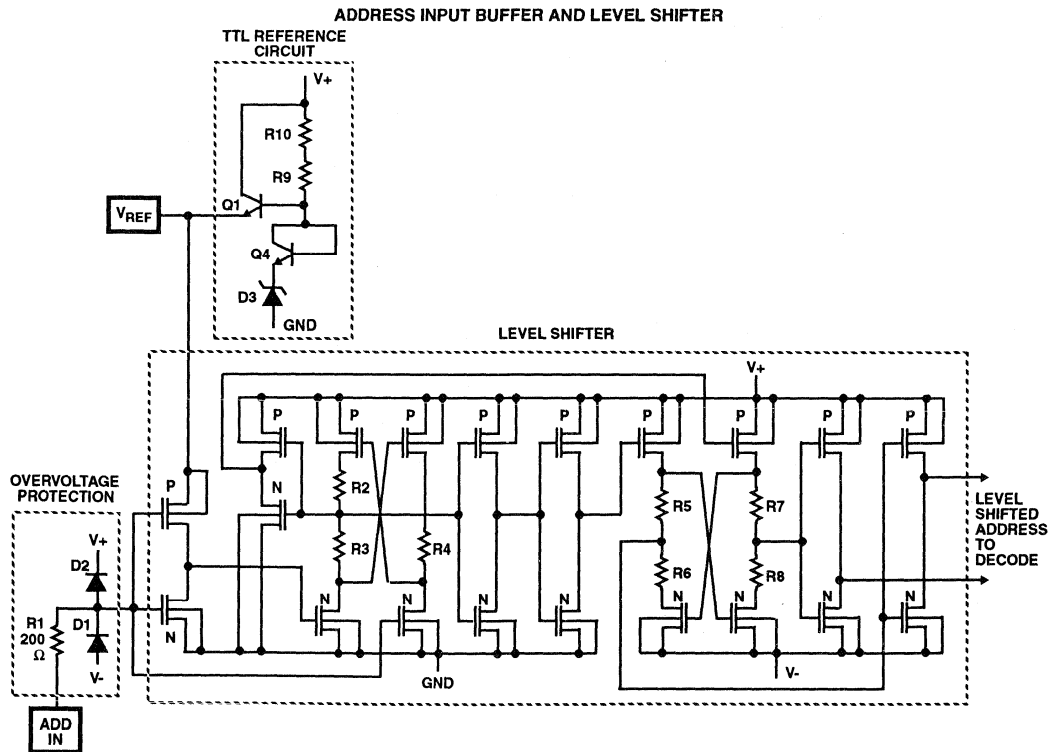 ADDRESS INPUT BUFFER AND LEVEL SHIFTER
TTL REFERENCE
CIRCUIT
V+
R10
R9
Q1
VREF
Q4
D3
GND
LEVEL SHIFTER
V+
P
P
P
P
P
P
P
P
P
OVERVOLTAGE
PROTECTION
P
N
R2
R5
R7
LEVEL
SHIFTED
ADDRESS
TO
DECODE
V+
D2
R3
R4
R6
R8
R1
200
Ω
D1
N
N
N
N
N
N
N
N
N
V-
GND
V-
ADD
IN